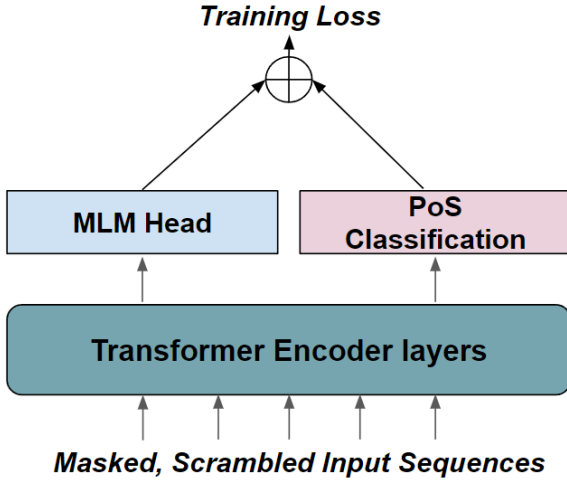 Training Loss
MLM Head
PoS
Classification
Transformer Encoder layers
Masked, Scrambled Input Sequences